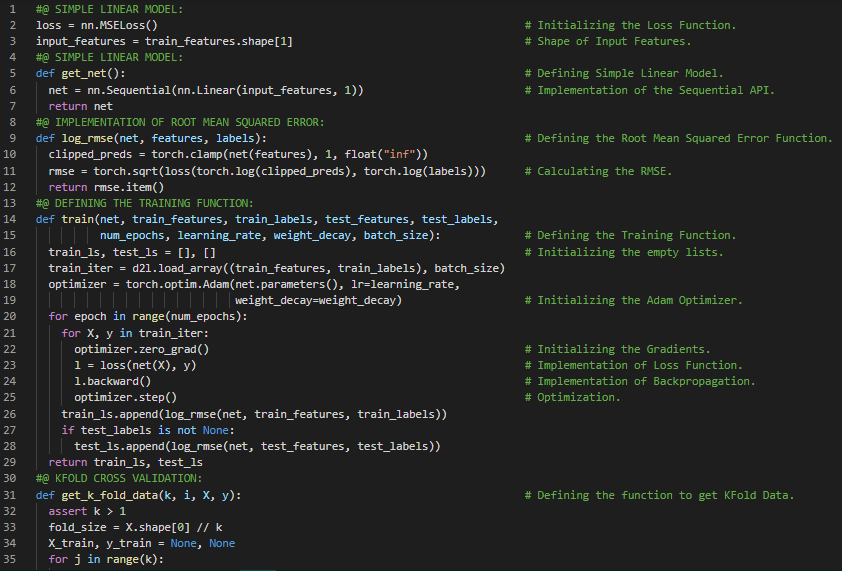 1 #@ SIMPLE LINEAR MODEL:
2 loss = nn.MSELoss() # Initializing the Loss Function.
3 input_features = train_features.shape[1] # Shape of Input Features.
4 #@ SIMPLE LINEAR MODEL:
5 def get_net(): # Defining Simple Linear Model.
6 net = nn.Sequential(nn.Linear(input_features, 1)) # Implementation of the Sequential API.
7 return net
8 #@ IMPLEMENTATION OF ROOT MEAN SQUARED ERROR:
9 def log_rmse(net, features, labels): # Defining the Root Mean Squared Error Function.
10 clipped_preds = torch.clamp(net(features), 1, float("inf"))
11 rmse = torch.sqrt(loss(torch.log(clipped_preds), torch.log(labels))) # Calculating the RMSE.
12 return rmse.item()
13 #@ DEFINING THE TRAINING FUNCTION:
14 def train(net, train_features, train_labels, test_features, test_labels,
15 num_epochs, learning_rate, weight_decay, batch_size): # Defining the Training Function.
16 train_ls, test_ls = [], [] # Initializing the empty lists.
17 train_iter = d2l.load_array((train_features, train_labels), batch_size)
18 optimizer = torch.optim.Adam(net.parameters(), lr=learning_rate,
19 weight_decay=weight_decay) # Initializing the Adam Optimizer.
20 for epoch in range(num_epochs):
21 for X, y in train_iter:
22 optimizer.zero_grad() # Initializing the Gradients.
23 l = loss(net(X), y) # Implementation of Loss Function.
24 l.backward() # Implementation of Backpropagation.
25 optimizer.step() # Optimization.
26 train_ls.append(log_rmse(net, train_features, train_labels))
27 if test_labels is not None:
28 test_ls.append(log_rmse(net, test_features, test_labels))
29 return train_ls, test_ls
30 #@ KFOLD CROSS VALIDATION:
31 def get_k_fold_data(k, i, X, y): # Defining the function to get KFold Data.
32 assert k > 1
33 fold_size = X.shape[0] // k
34 X_train, y_train = None, None
35 for j in range(k):